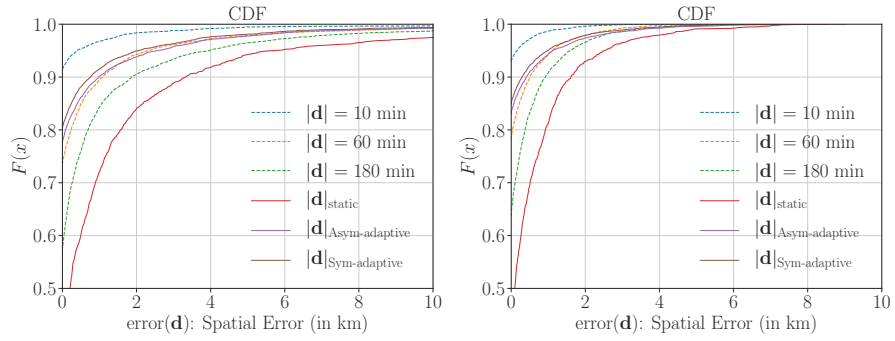 CDF
1.0
0.9
0.8
0.7
0.6
0.5
F(x)
|d| = 10 min
|d| = 60 min
|d| = 180 min
|d|static
|d|Asym-adaptive
|d|Sym-adaptive
0 2 4 6 8 10
error(d): Spatial Error (in km)
CDF
1.0
0.9
0.8
0.7
0.6
0.5
F(x)
|d| = 10 min
|d| = 60 min
|d| = 180 min
|d|static
|d|Asym-adaptive
|d|Sym-adaptive
0 2 4 6 8 10
error(d): Spatial Error (in km)